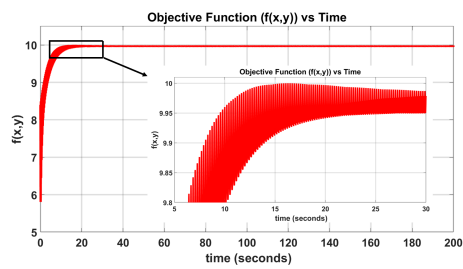 Objective Function (f(x,y)) vs Time
10
9
8
7
6
5
f(x,y)
Objective Function (f(x,y)) vs Time
10
9.95
9.9
9.85
9.8
f(x,y)
5 10 15 20 25 30
time (seconds)
0 20 40 60 80 100 120 140 160 180 200
time (seconds)